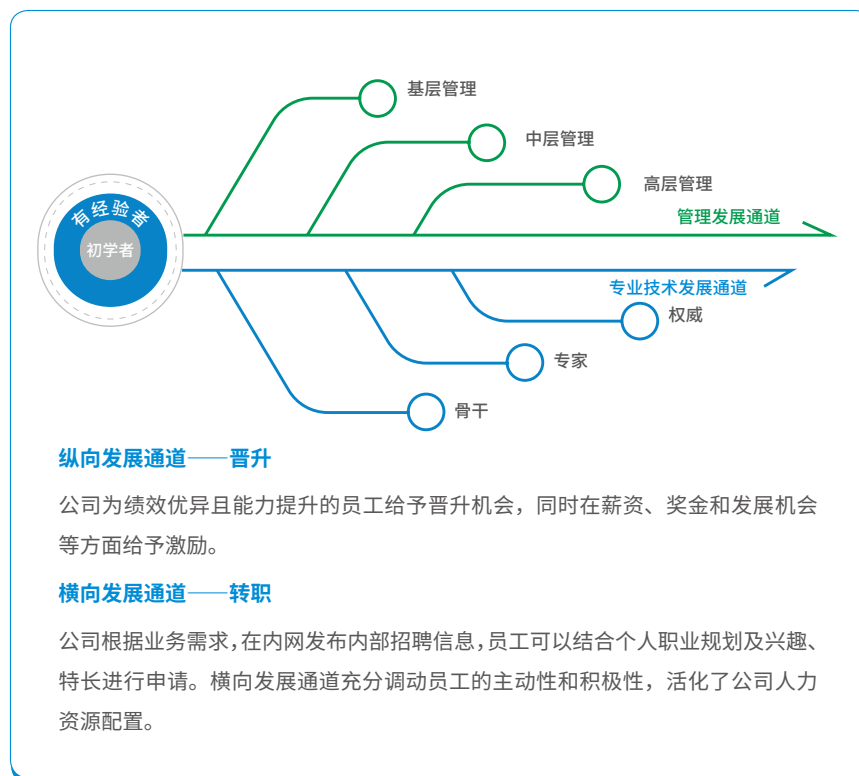 基层管理
中层管理
高层管理
管理发展通道
有经验者
初学者
专业技术发展通道
权威
专家
骨干
纵向发展通道——晋升
公司为绩效优异且能力提升的员工给予晋升机会，同时在薪资、奖金和发展机会
等方面给予激励。
横向发展通道——转职
公司根据业务需求，在内网发布内部招聘信息，员工可以结合个人职业规划及兴趣、
特长进行申请。横向发展通道充分调动员工的主动性和积极性，活化了公司人力
资源配置。